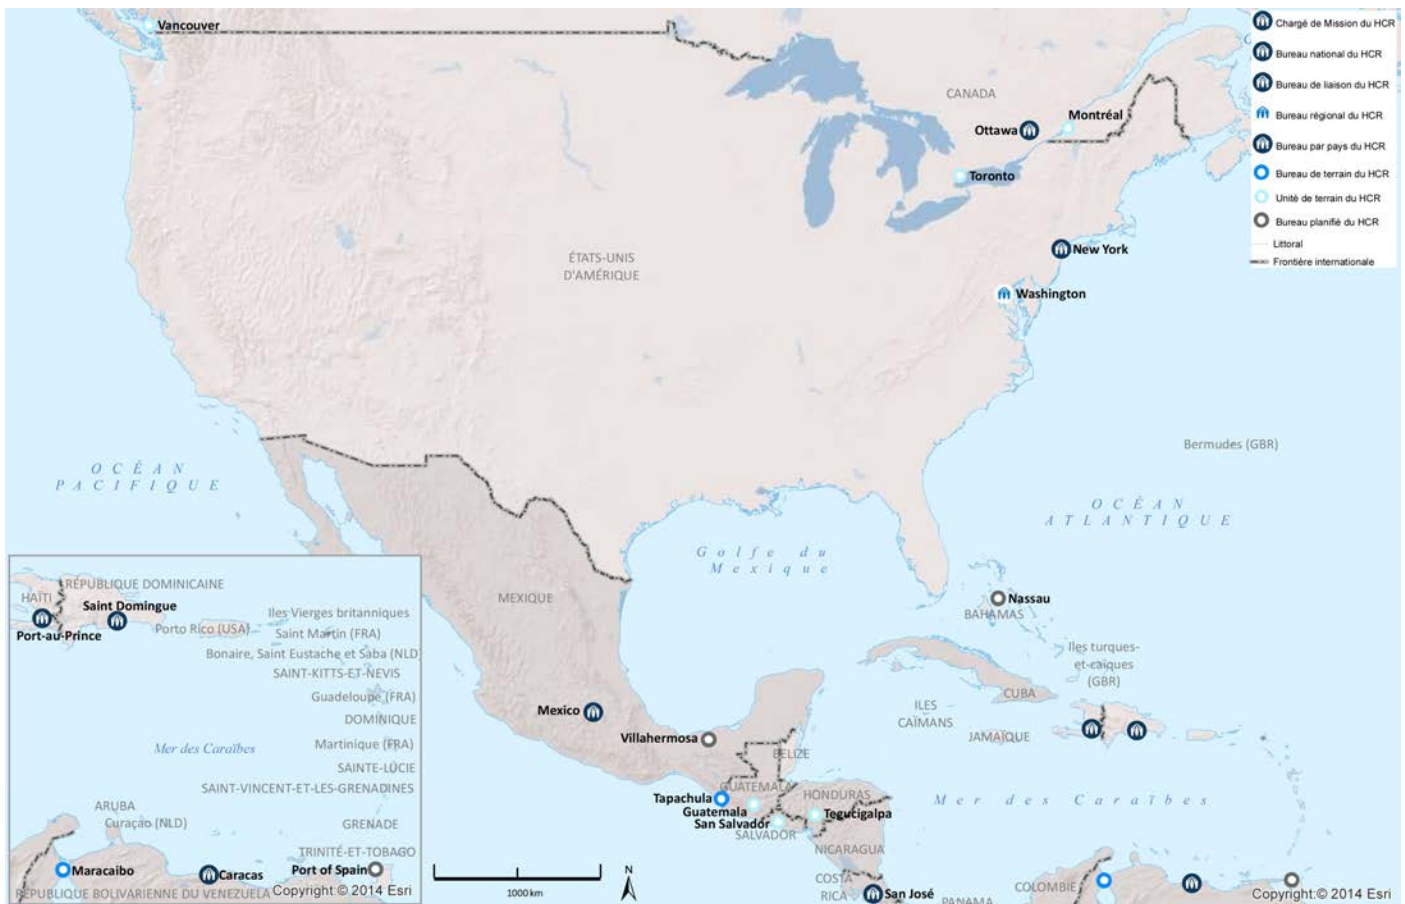 Vancouver
Chargé de Mission du HCR
Bureau national du HCR
Bureau de liaison du HCR
Bureau régional du HCR
Bureau par pays du HCR
Bureau de terrain du HCR
Unité de terrain du HCR
Bureau planifié du HCR
Littoral
Frontière internationale
CANADA
Ottawa
Montréal
Toronto
New York
ÉTATS-UNIS
D'AMÉRIQUE
Washington
Bermudes (GBR)
OCÉAN
PACIFIQUE
OCÉAN
ATLANTIQUE
Golfe du
Mexique
MEXIQUE
Nassau
BAHAMAS
Iles turques-
et-caïques
(GBR)
CUBA
ILES
CAÏMANS
JAMAÏQUE
Mexico
Villahermosa
BELIZE
Tapachula
GUATEMALA
Guatemala
HONDURAS
San Salvador
Tegucigalpa
SALVADOR
NICARAGUA
Mer des Caraïbes
COSTA
RICA
San José
PANAMA
COLOMBIE
1000 km
N
Copyright:© 2014 Esri
RÉPUBLIQUE DOMINICAINE
HAÏTI
Saint Domingue
Port-au-Prince
Porto Rico (USA)
Iles Vierges britanniques
Saint Martin (FRA)
Bonaire, Saint Eustache et Saba (NLD
SAINT-KITTS-ET-NEVIS
Guadeloupe (FRA)
DOMINIQUE
Mer des Caraïbes
Martinique (FRA)
SAINTE-LUCIE
SAINT-VINCENT-ET-LES-GRENADINES
ARUBA
Curaçao (NLD)
GRENADE
TRINITÉ-ET-TOBAGO
Maracaibo
Caracas
Port of Spain
RÉPUBLIQUE BOLIVARIENNE DU VENEZUELA
Copyright:© 2014 Esri